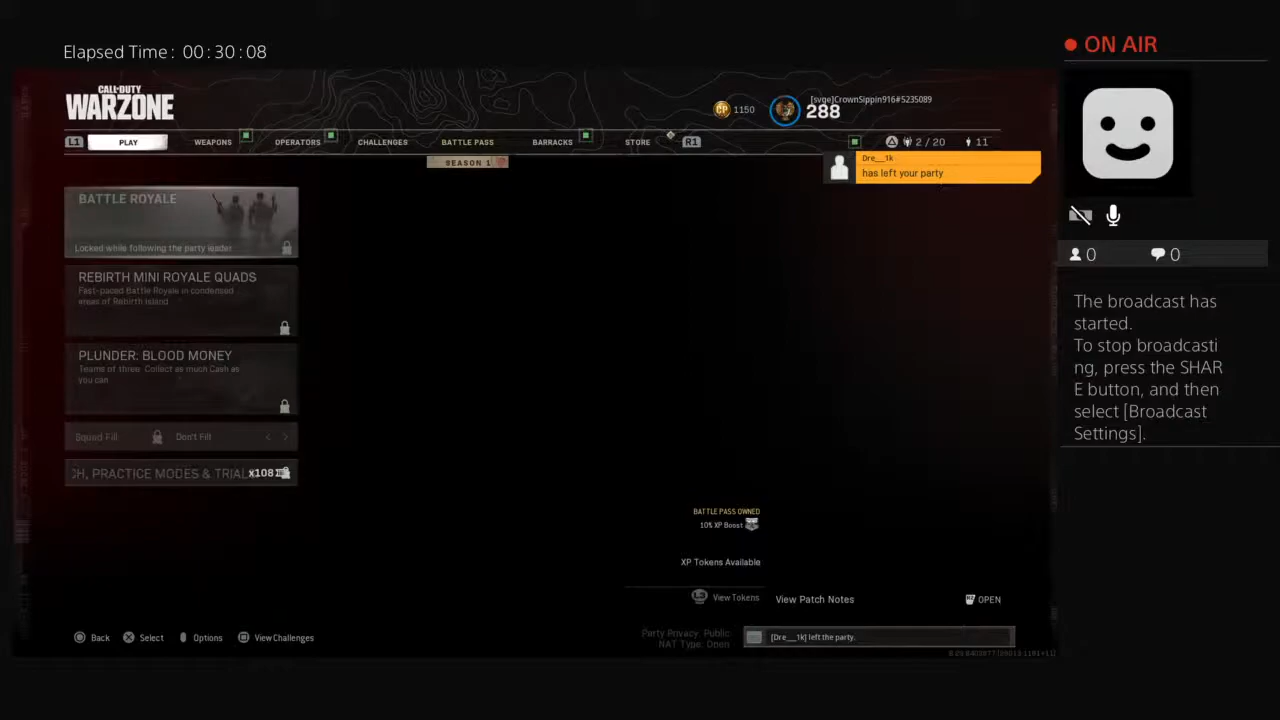 Elapsed Time: 00:30:08
ON AIR
CALL OF DUTY
WARZONE
CP 1150
[svge]CrownSippin916#5235089
288
L1 PLAY WEAPONS OPERATORS CHALLENGES BATTLE PASS BARRACKS STORE R1
2 / 20 11
SEASON 1
Dre__1k
has left your party
BATTLE ROYALE
Locked while following the party leader
REBIRTH MINI ROYALE QUADS
Fast-paced Battle Royale in condensed
areas of Rebirth Island
PLUNDER: BLOOD MONEY
Teams of three. Collect as much Cash as
you can
Squad Fill Don't Fill
CH, PRACTICE MODES & TRIAL x1081
0 0
The broadcast has
started.
To stop broadcasti
ng, press the SHAR
E button, and then
select [Broadcast
Settings].
BATTLE PASS OWNED
10% XP Boost
XP Tokens Available
L3 View Tokens
View Patch Notes
OPEN
Back Select Options View Challenges
Party Privacy: Public
NAT Type: Open
[Dre__1k] left the party.